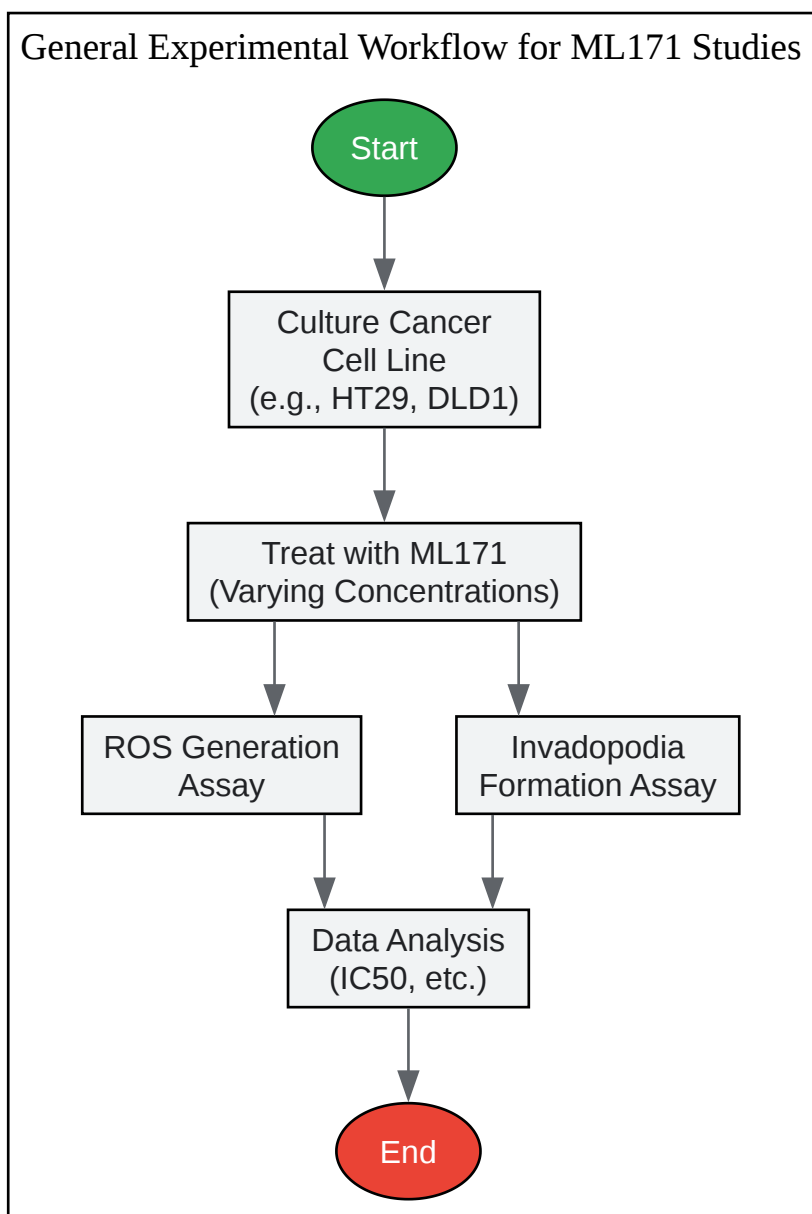 General Experimental Workflow for ML171 Studies
Start
Culture Cancer
Cell Line
(e.g., HT29, DLD1)
Treat with ML171
(Varying Concentrations)
ROS Generation
Assay
Invadopodia
Formation Assay
Data Analysis
(IC50, etc.)
End